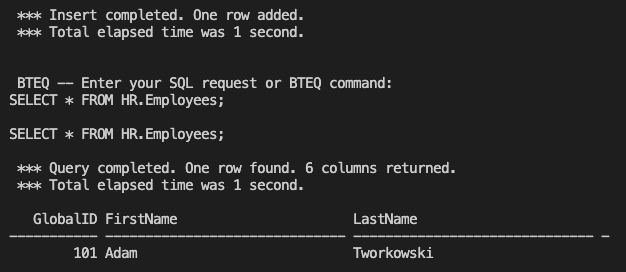 *** Insert completed. One row added.
*** Total elapsed time was 1 second.
BTEQ -- Enter your SQL request or BTEQ command:
SELECT * FROM HR.Employees;
SELECT * FROM HR.Employees;
*** Query completed. One row found. 6 columns returned.
*** Total elapsed time was 1 second.
GlobalID FirstName LastName
----------- ------------------------------ ------------------------------ -
101 Adam Tworkowski